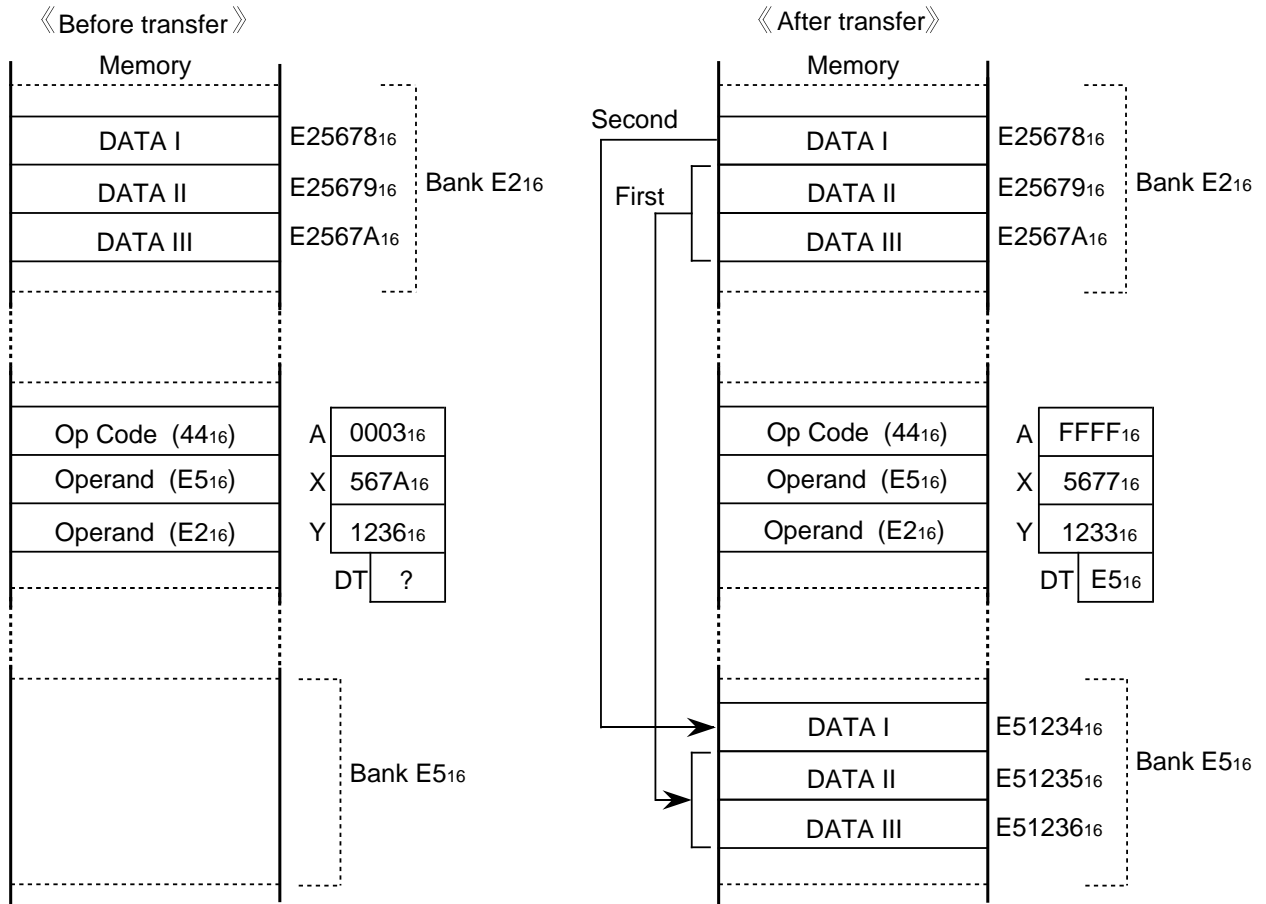 《Before transfer》
Memory
DATA I
E25678₁₆
DATA II
E25679₁₆
Bank E2₁₆
DATA III
E2567A₁₆
Op Code (44₁₆)
A 0003₁₆
Operand (E5₁₆)
X 567A₁₆
Operand (E2₁₆)
Y 1236₁₆
DT ?
Bank E5₁₆
《After transfer》
Memory
Second
DATA I
E25678₁₆
First
DATA II
E25679₁₆
Bank E2₁₆
DATA III
E2567A₁₆
Op Code (44₁₆)
A FFFF₁₆
Operand (E5₁₆)
X 5677₁₆
Operand (E2₁₆)
Y 1233₁₆
DT E5₁₆
DATA I
E51234₁₆
DATA II
E51235₁₆
Bank E5₁₆
DATA III
E51236₁₆